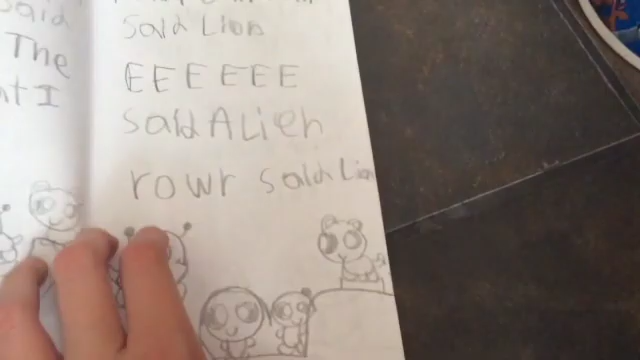 said
The
said Lion
EEEEEE
said Alien
rowr said Lion